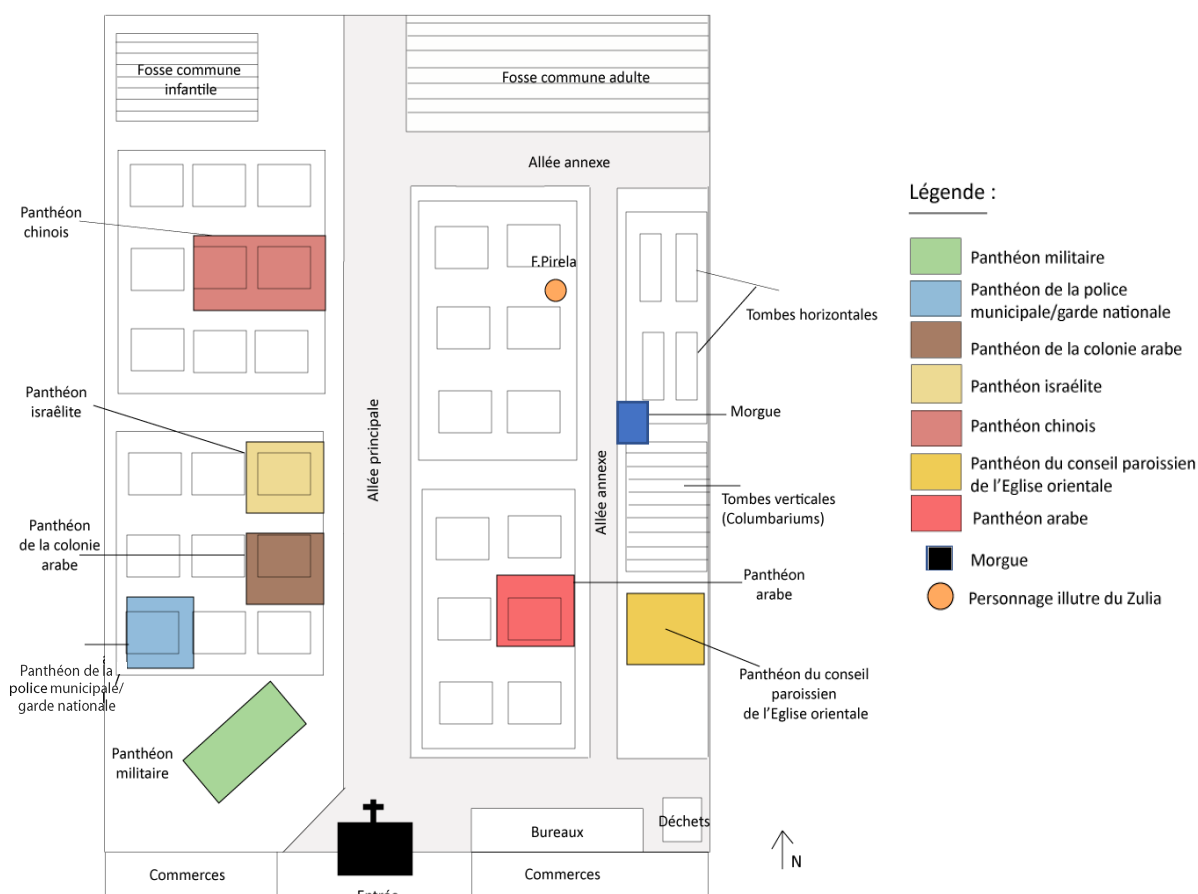 Fosse commune
infantile
Fosse commune adulte
Allée annexe
Panthéon
chinois
F.Pirela
Tombes horizontales
Panthéon
israêlite
Morgue
Allée principale
Allée annexe
Tombes verticales
(Columbariums)
Panthéon
de la colonie
arabe
Panthéon
arabe
Panthéon de la
police municipale/
garde nationale
Panthéon du conseil
paroissien
de l’Eglise orientale
Panthéon
militaire
Bureaux
Déchets
Commerces
Entrée
Commerces
N
Légende :
Panthéon militaire
Panthéon de la police
municipale/garde nationale
Panthéon de la colonie arabe
Panthéon israélite
Panthéon chinois
Panthéon du conseil paroissien
de l’Eglise orientale
Panthéon arabe
Morgue
Personnage illutre du Zulia